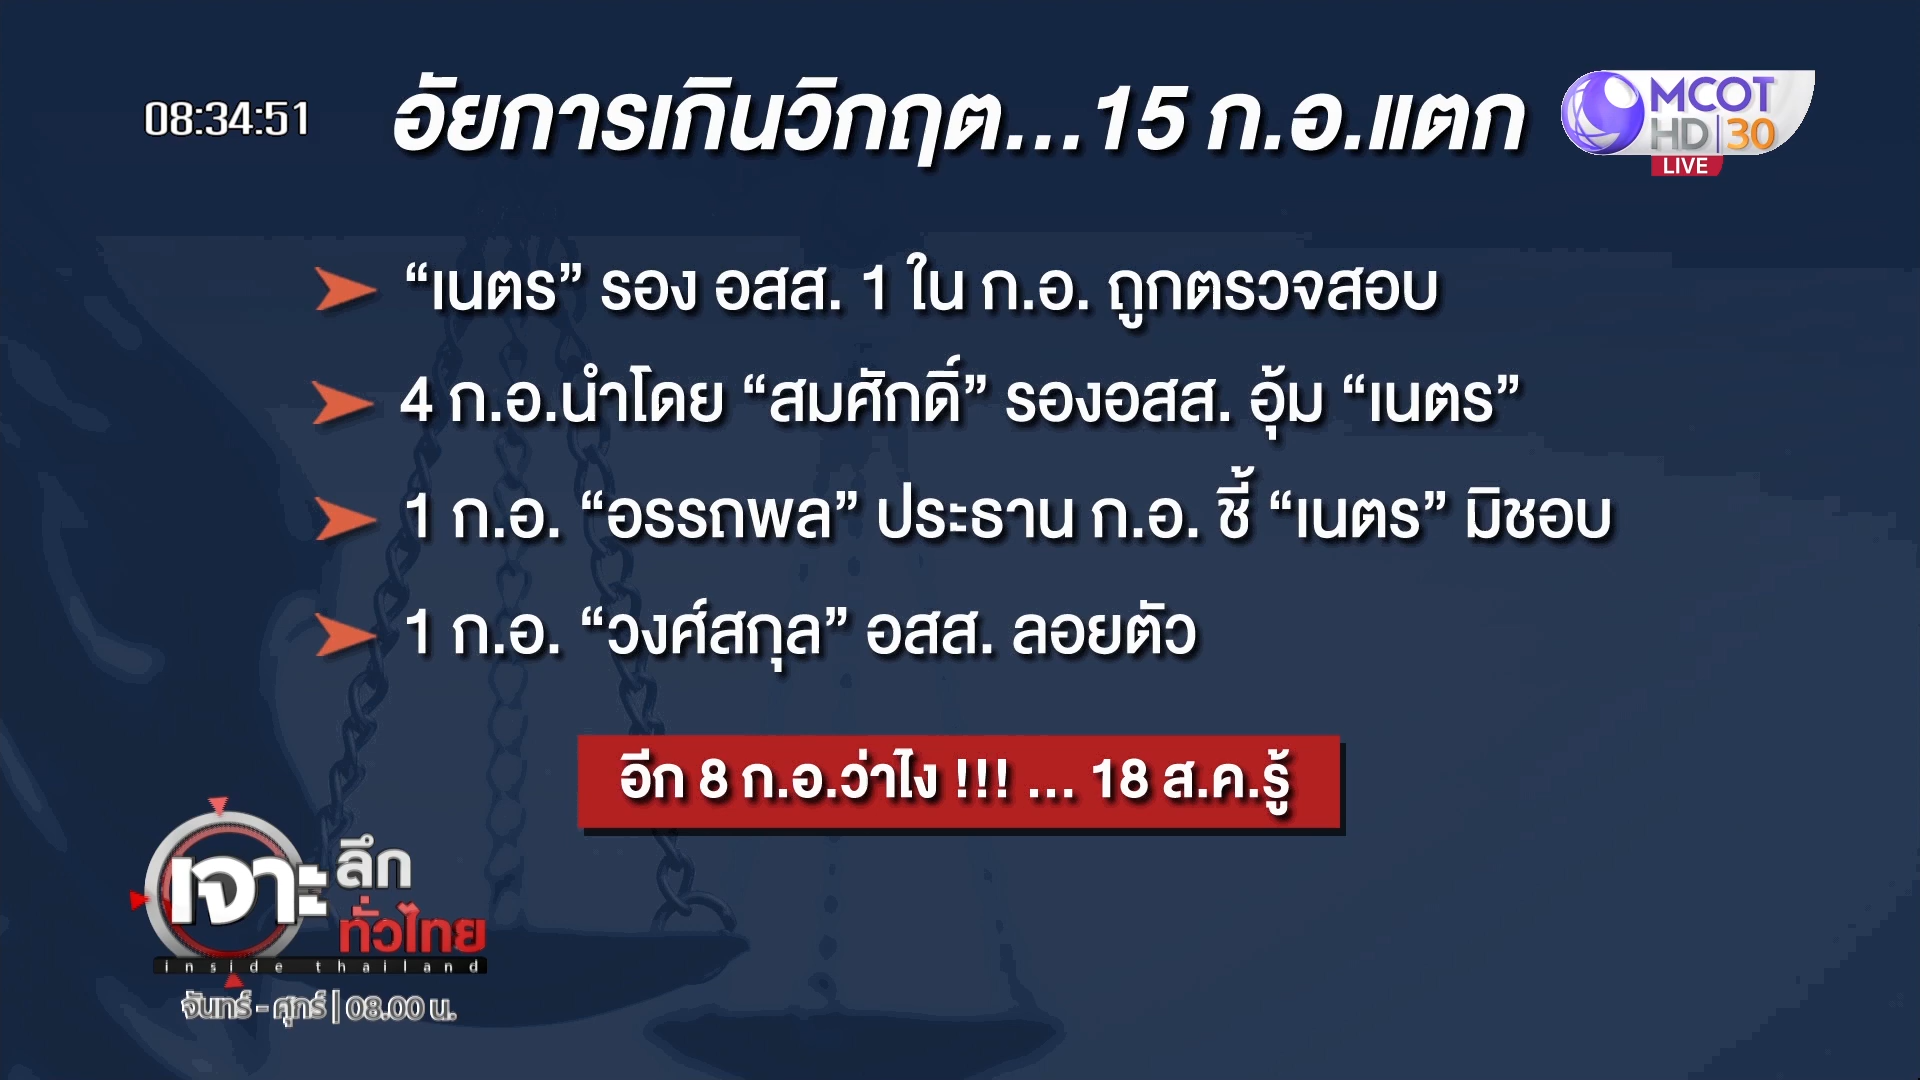 08:34:51
อัยการเกินวิกฤต...15 ก.อ.แตก
MCOT
HD|30
LIVE
“เนตร” รอง อสส. 1 ใน ก.อ. ถูกตรวจสอบ
4 ก.อ.นำโดย “สมศักดิ์” รองอสส. อุ้ม “เนตร”
1 ก.อ. “อรรถพล” ประธาน ก.อ. ชี้ “เนตร” มิชอบ
1 ก.อ. “วงศ์สกุล” อสส. ลอยตัว
อีก 8 ก.อ.ว่าไง !!! ... 18 ส.ค.รู้
เจาะลึก
ทั่วไทย
inside thailand
จันทร์ - ศุกร์ | 08.00 น.